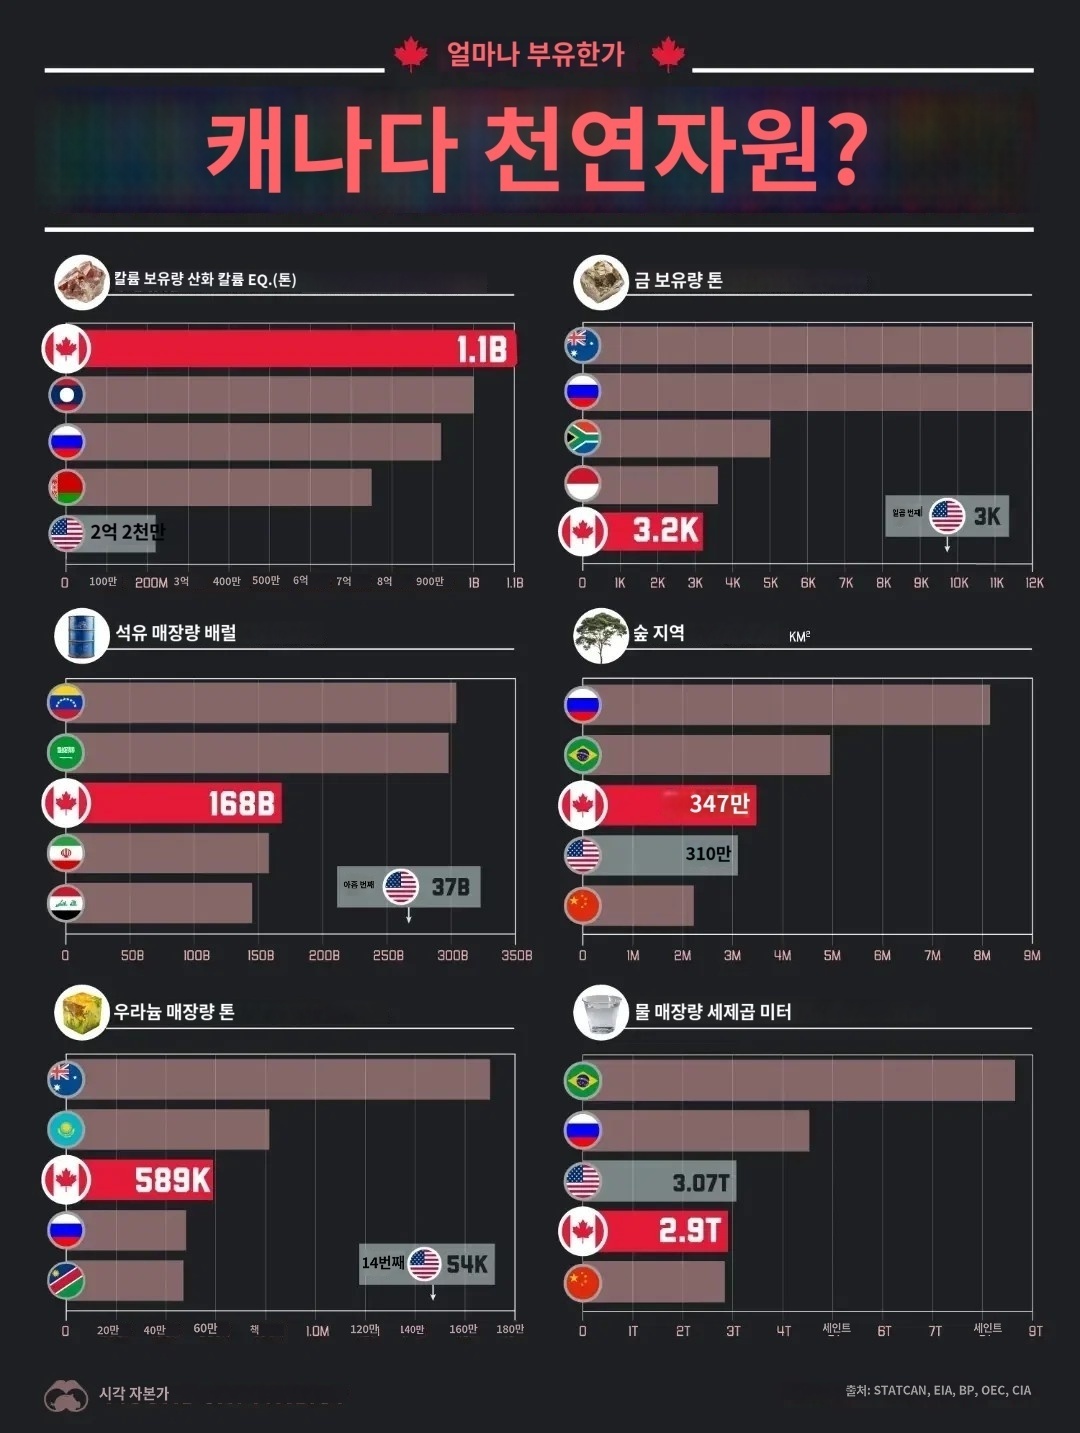 얼마나 부유한가
캐나다 천연자원?
칼륨 보유량 산화 칼륨 EQ.(톤)
1.1B
2억 2천만
0 100만 200M 3억 400만 500만 6억 7억 8억 900만 1B 1.1B
금 보유량 톤
일곱 번째 3K
3.2K
0 1K 2K 3K 4K 5K 6K 7K 8K 9K 10K 11K 12K
석유 매장량 배럴
168B
아홉 번째 37B
0 50B 100B 150B 200B 250B 300B 350B
숲 지역 KM²
347만
310만
0 1M 2M 3M 4M 5M 6M 7M 8M 9M
우라늄 매장량 톤
589K
14번째 54K
0 20만 40만 60만 책 1.0M 120만 140만 160만 180만
물 매장량 세제곱 미터
3.07T
2.9T
0 1T 2T 3T 4T 세인트 6T 7T 세인트 9T
시각 자본가
출처: STATCAN, EIA, BP, OEC, CIA